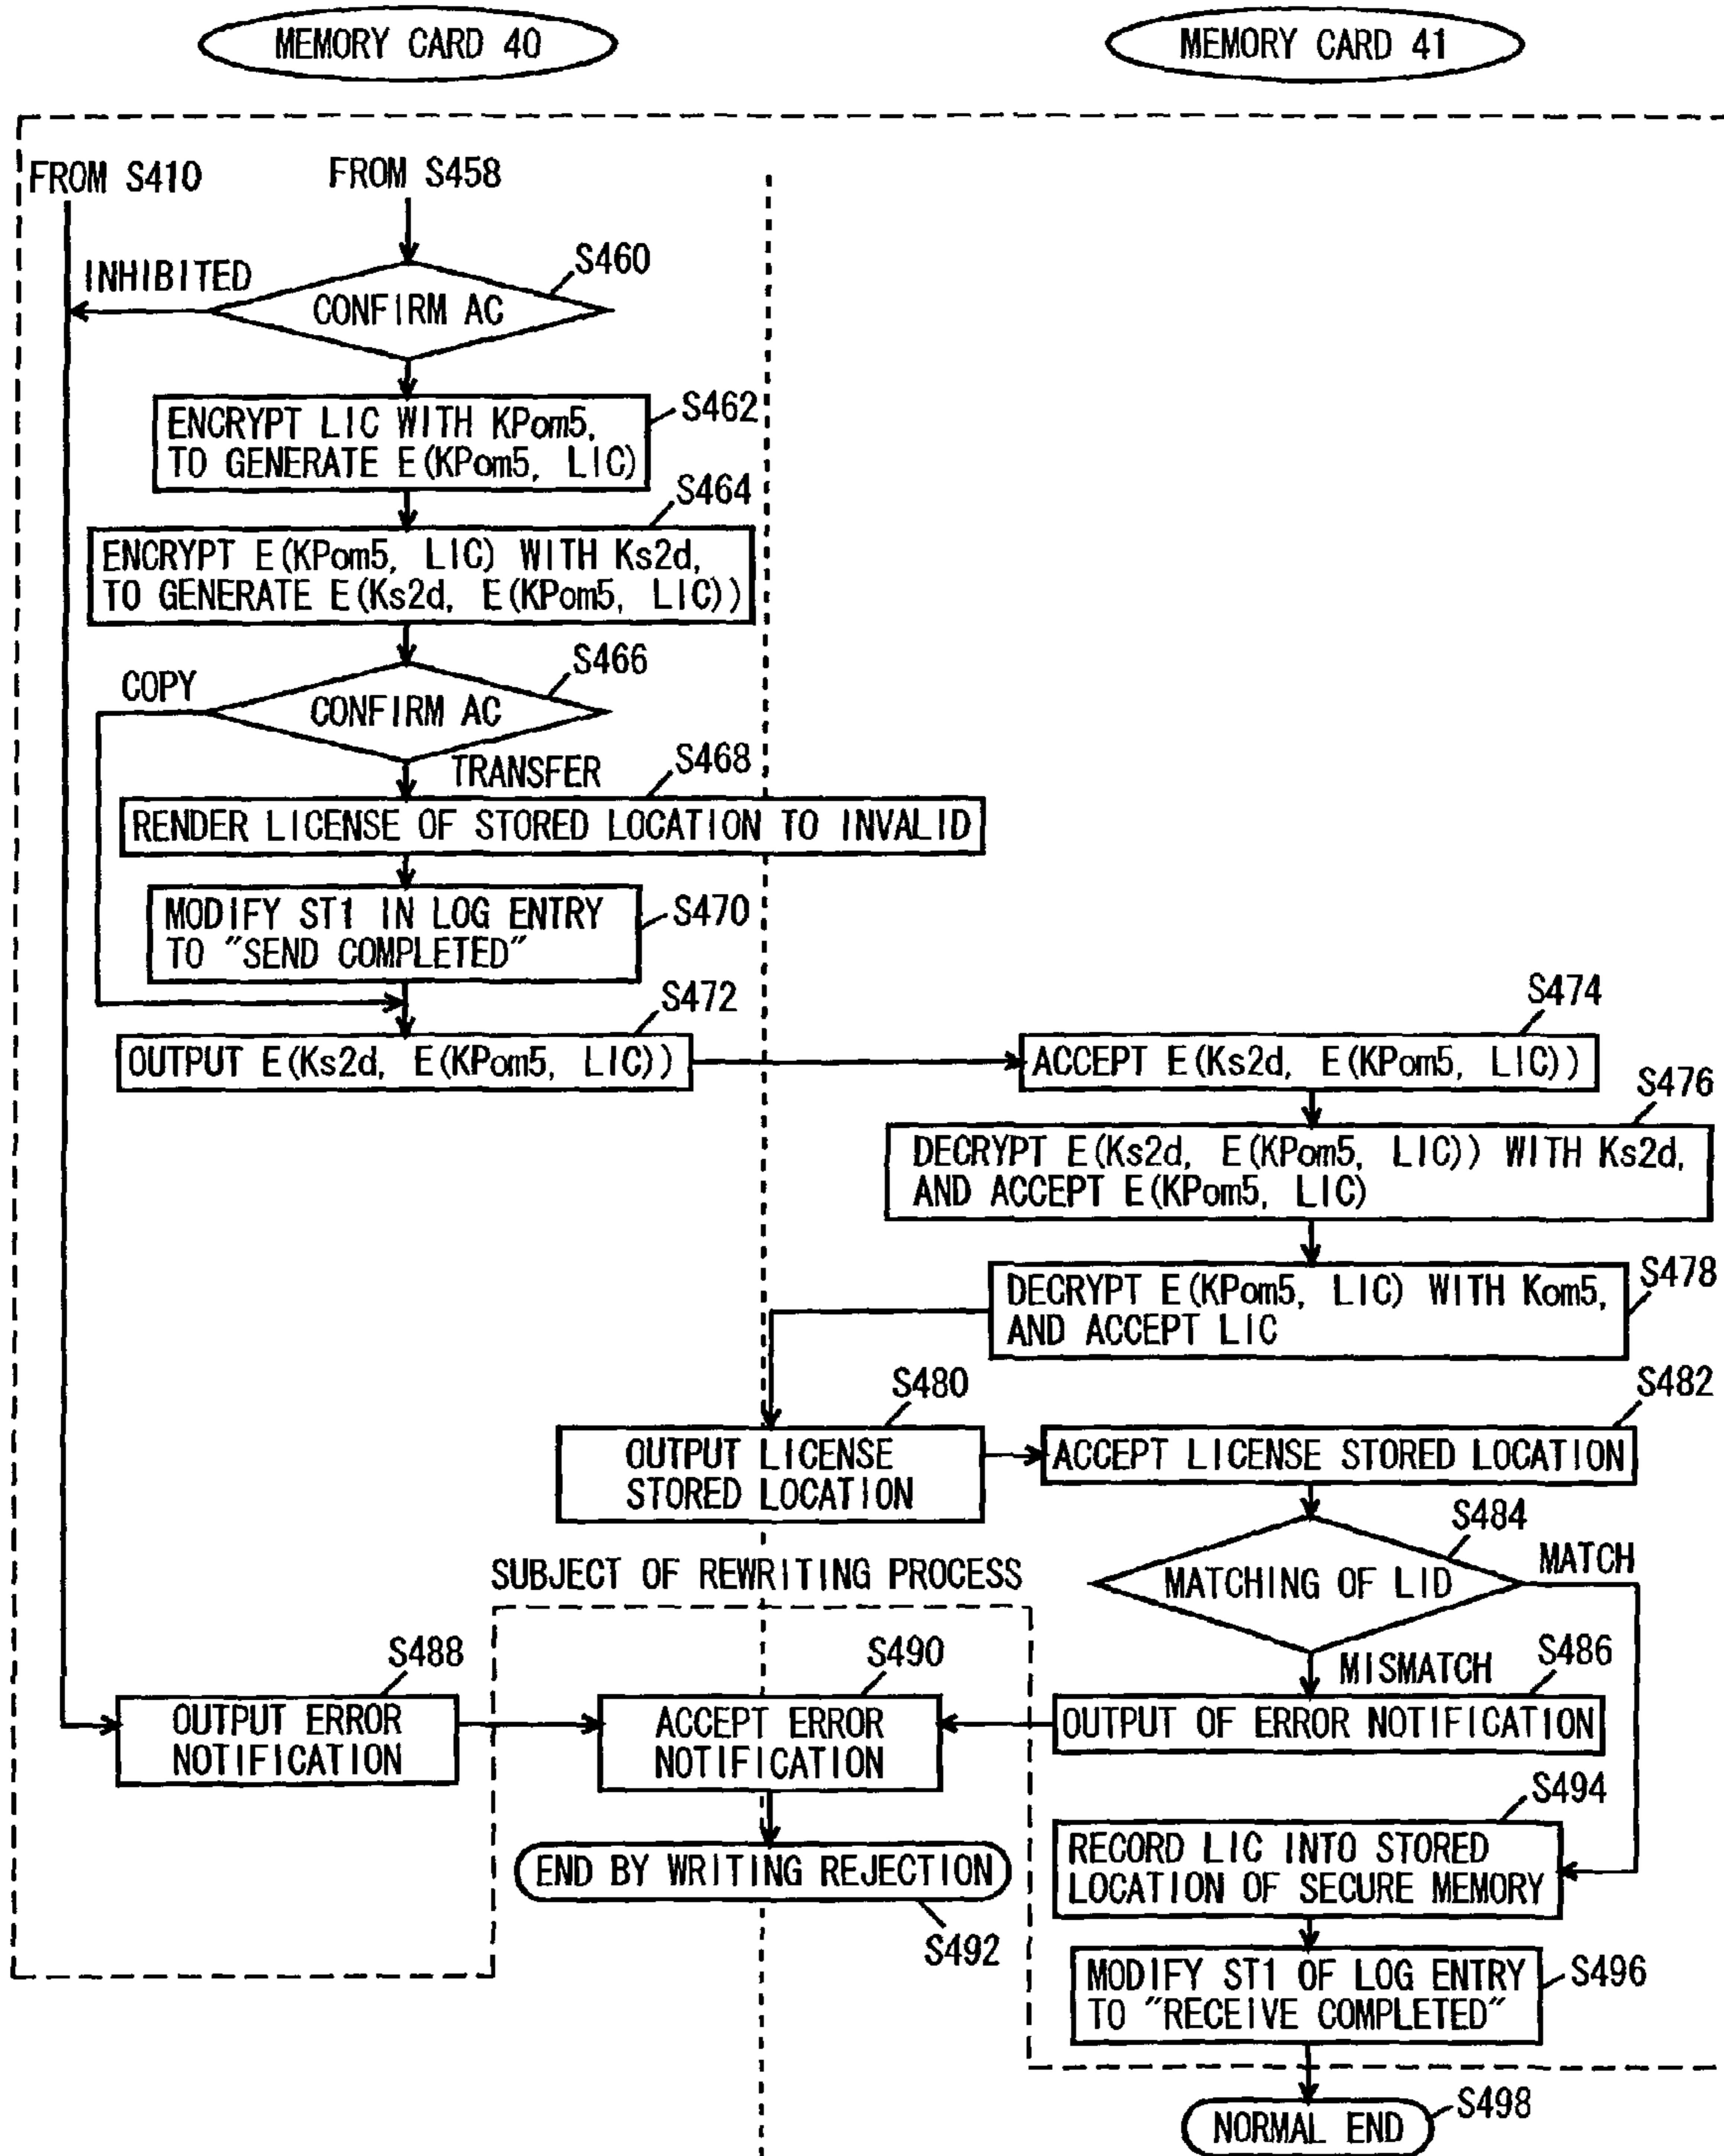 MEMORY CARD 40
MEMORY CARD 41
FROM S410
FROM S458
INHIBITED
S460
CONFIRM AC
S462
ENCRYPT LIC WITH KPom5,
TO GENERATE E(KPom5, LIC)
S464
ENCRYPT E(KPom5, LIC) WITH Ks2d,
TO GENERATE E(Ks2d, E(KPom5, LIC))
S466
COPY
CONFIRM AC
TRANSFER
S468
RENDER LICENSE OF STORED LOCATION TO INVALID
MODIFY ST1 IN LOG ENTRY
TO "SEND COMPLETED"
S470
S472
OUTPUT E(Ks2d, E(KPom5, LIC))
S474
ACCEPT E(Ks2d, E(KPom5, LIC))
S476
DECRYPT E(Ks2d, E(KPom5, LIC)) WITH Ks2d,
AND ACCEPT E(KPom5, LIC)
S478
DECRYPT E(KPom5, LIC) WITH Kom5,
AND ACCEPT LIC
S480
OUTPUT LICENSE
STORED LOCATION
S482
ACCEPT LICENSE STORED LOCATION
S484
MATCHING OF LID
MATCH
SUBJECT OF REWRITING PROCESS
MISMATCH
S486
OUTPUT OF ERROR NOTIFICATION
S488
OUTPUT ERROR
NOTIFICATION
S490
ACCEPT ERROR
NOTIFICATION
END BY WRITING REJECTION
S492
S494
RECORD LIC INTO STORED
LOCATION OF SECURE MEMORY
MODIFY ST1 OF LOG ENTRY
TO "RECEIVE COMPLETED"
S496
NORMAL END
S498